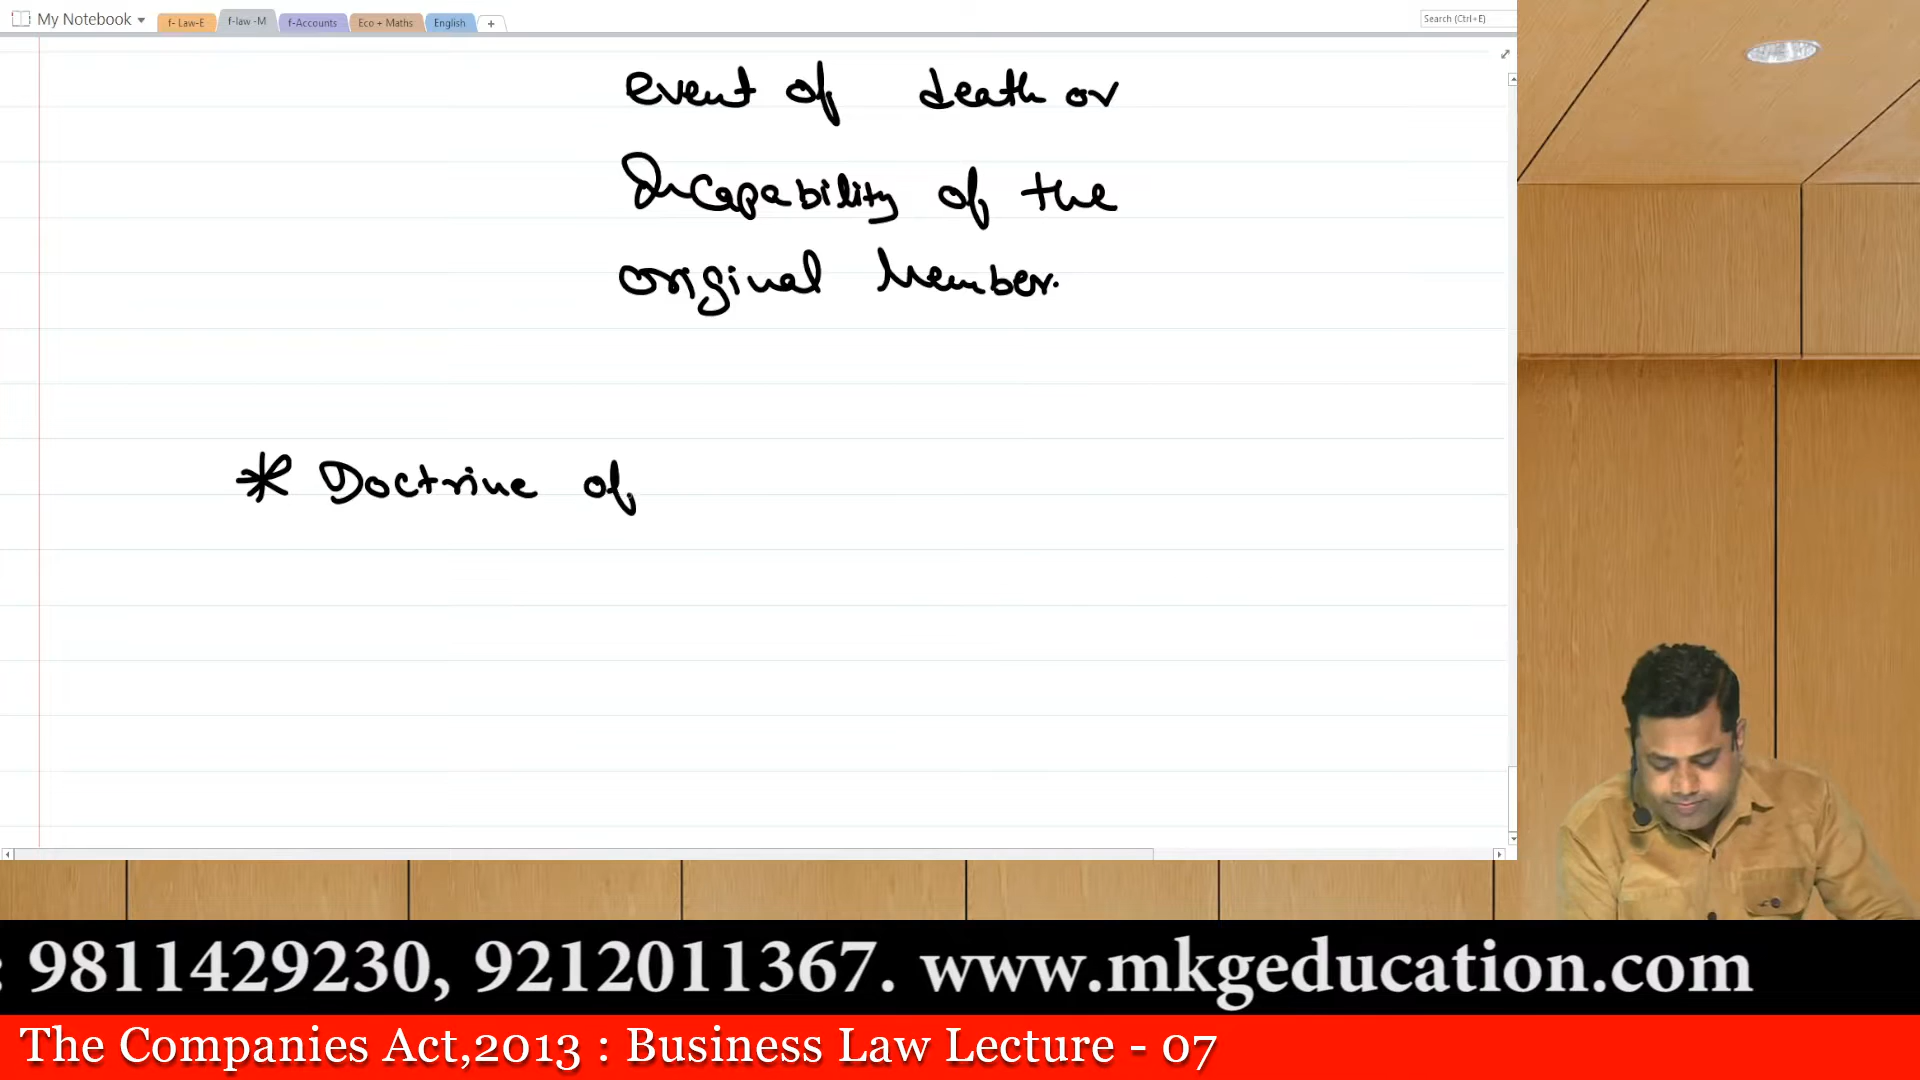 My Notebook
f- Law-E
f-law -M
f-Accounts
Eco + Maths
English
+
Search (Ctrl+E)
event of death or
Incapability of the
original Member.
* Doctrine of
: 9811429230, 9212011367. www.mkgeducation.com
The Companies Act,2013 : Business Law Lecture - 07